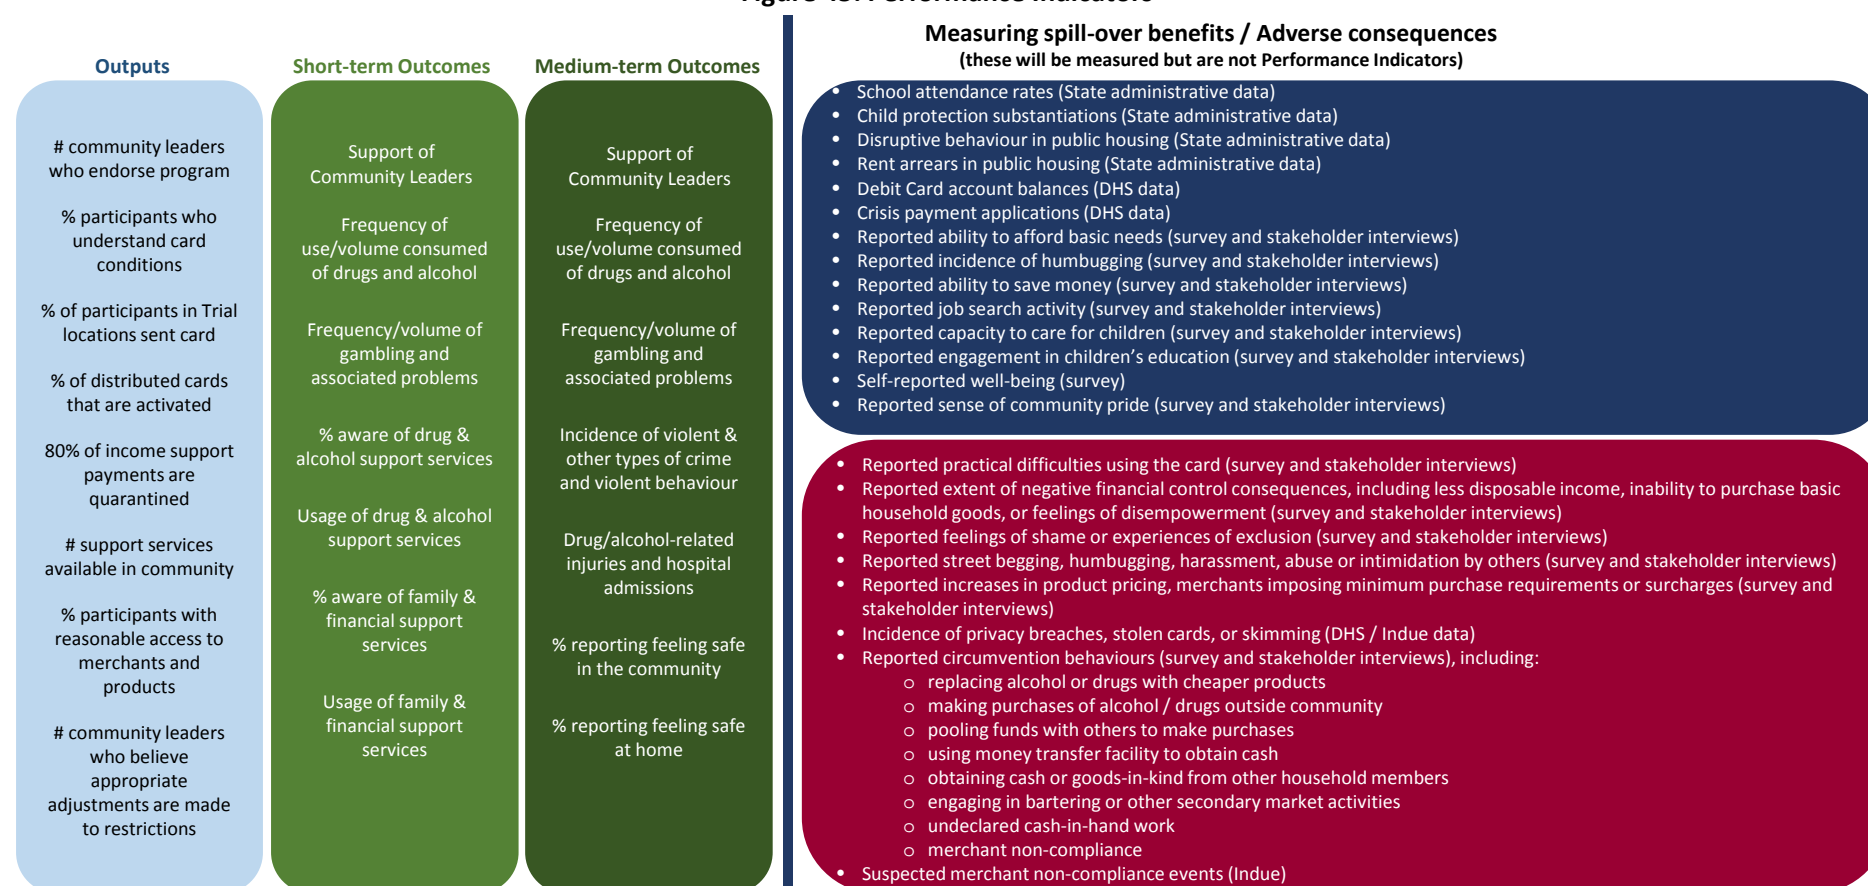 Measuring spill-over benefits / Adverse consequences
(these will be measured but are not Performance Indicators)
Outputs
# community leaders
who endorse program
% participants who
understand card
conditions
% of participants in Trial
locations sent card
% of distributed cards
that are activated
80% of income support
payments are
quarantined
# support services
available in community
% participants with
reasonable access to
merchants and
products
# community leaders
who believe
appropriate
adjustments are made
to restrictions
Short-term Outcomes
Support of
Community Leaders
Frequency of
use/volume consumed
of drugs and alcohol
Frequency/volume of
gambling and
associated problems
% aware of drug &
alcohol support services
Usage of drug & alcohol
support services
% aware of family &
financial support
services
Usage of family &
financial support
services
Medium-term Outcomes
Support of
Community Leaders
Frequency of
use/volume consumed
of drugs and alcohol
Frequency/volume of
gambling and
associated problems
Incidence of violent &
other types of crime
and violent behaviour
Drug/alcohol-related
injuries and hospital
admissions
% reporting feeling safe
in the community
% reporting feeling safe
at home
• School attendance rates (State administrative data)
• Child protection substantiations (State administrative data)
• Disruptive behaviour in public housing (State administrative data)
• Rent arrears in public housing (State administrative data)
• Debit Card account balances (DHS data)
• Crisis payment applications (DHS data)
• Reported ability to afford basic needs (survey and stakeholder interviews)
• Reported incidence of humbugging (survey and stakeholder interviews)
• Reported ability to save money (survey and stakeholder interviews)
• Reported job search activity (survey and stakeholder interviews)
• Reported capacity to care for children (survey and stakeholder interviews)
• Reported engagement in children’s education (survey and stakeholder interviews)
• Self-reported well-being (survey)
• Reported sense of community pride (survey and stakeholder interviews)
• Reported practical difficulties using the card (survey and stakeholder interviews)
• Reported extent of negative financial control consequences, including less disposable income, inability to purchase basic
household goods, or feelings of disempowerment (survey and stakeholder interviews)
• Reported feelings of shame or experiences of exclusion (survey and stakeholder interviews)
• Reported street begging, humbugging, harassment, abuse or intimidation by others (survey and stakeholder interviews)
• Reported increases in product pricing, merchants imposing minimum purchase requirements or surcharges (survey and
stakeholder interviews)
• Incidence of privacy breaches, stolen cards, or skimming (DHS / Indue data)
• Reported circumvention behaviours (survey and stakeholder interviews), including:
o replacing alcohol or drugs with cheaper products
o making purchases of alcohol / drugs outside community
o pooling funds with others to make purchases
o using money transfer facility to obtain cash
o obtaining cash or goods-in-kind from other household members
o engaging in bartering or other secondary market activities
o undeclared cash-in-hand work
o merchant non-compliance
• Suspected merchant non-compliance events (Indue)